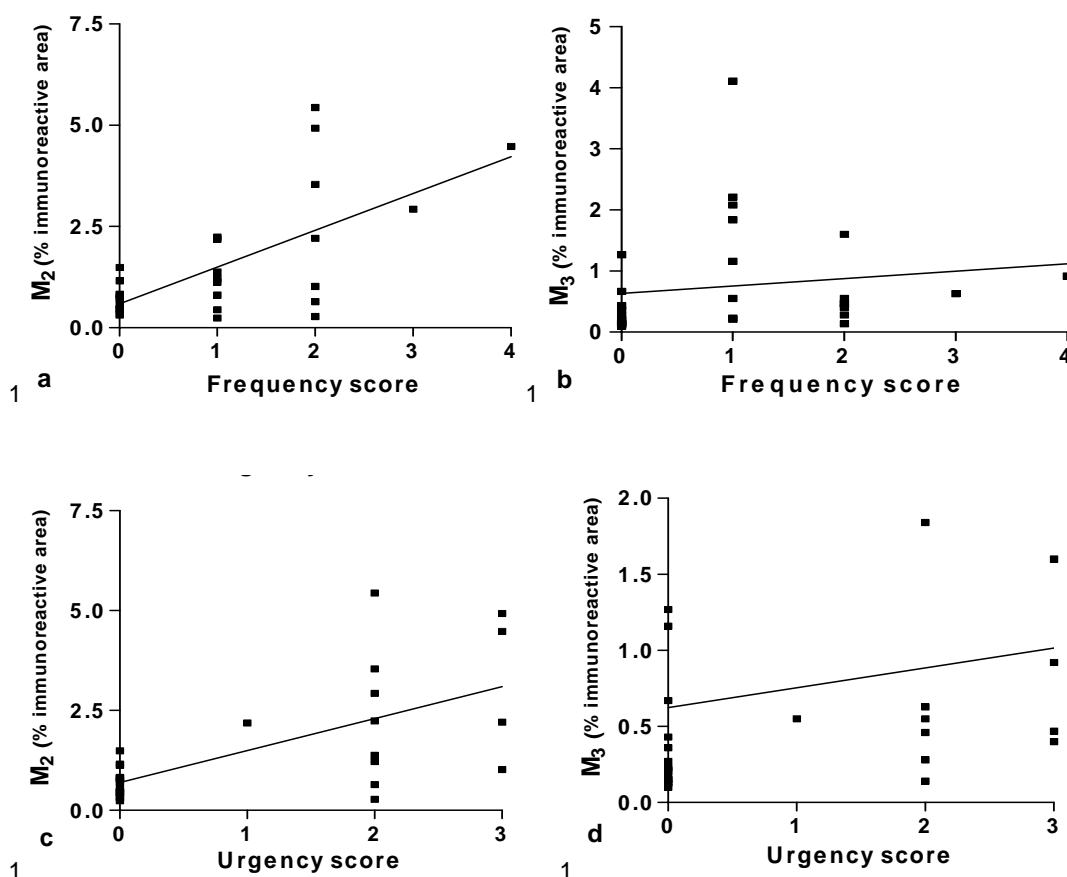 7.5
5.0
2.5
0.0
M2 (% immunoreactive area)
0 1 2 3 4
a Frequency score
1
5
4
3
2
1
0
M3 (% immunoreactive area)
0 1 2 3 4
b Frequency score
1
7.5
5.0
2.5
0.0
M2 (% immunoreactive area)
0 1 2 3
c
Urgency score
1
2.0
1.5
1.0
0.5
0.0
M3 (% immunoreactive area)
0 1 2 3
d
Urgency score
1